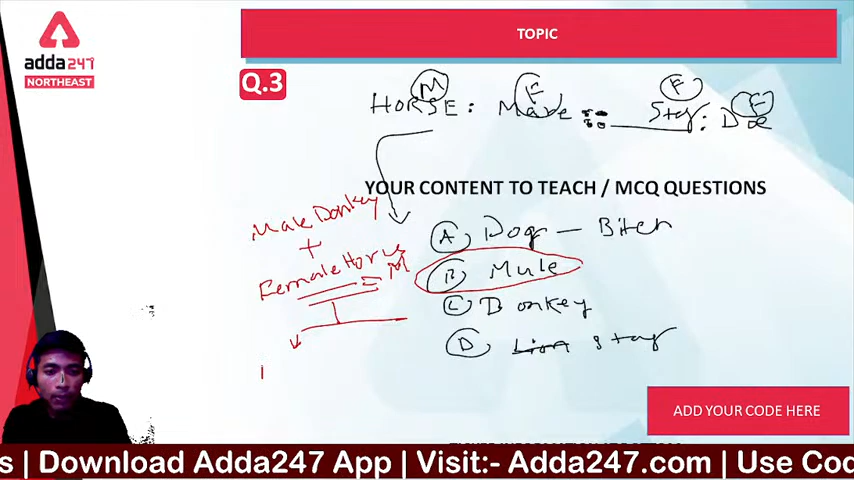 TOPIC
adda247
NORTHEAST
Q.3
M F F F
HORSE: Mare :: Stag: Doe
YOUR CONTENT TO TEACH / MCQ QUESTIONS
Male Donkey
+
Female Horse
= M
A Dog — Bitch
B Mule
C Donkey
D Lion Stag
ADD YOUR CODE HERE
s | Download Adda247 App | Visit:- Adda247.com | Use Cod